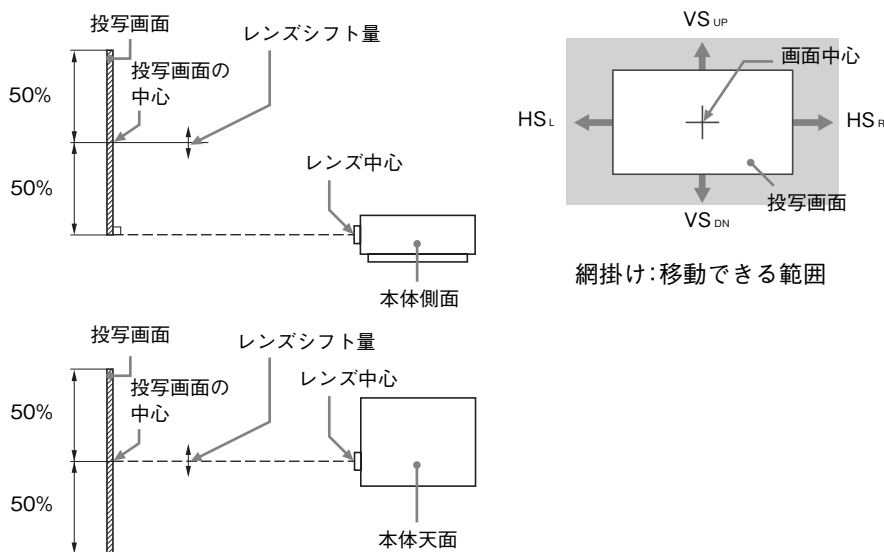 投写画面
レンズシフト量
投写画面の
中心
50%
50%
レンズ中心
本体側面
VS UP
画面中心
HS L
HS R
投写画面
VS DN
網掛け:移動できる範囲
投写画面
レンズシフト量
投写画面の
中心
レンズ中心
50%
50%
本体天面